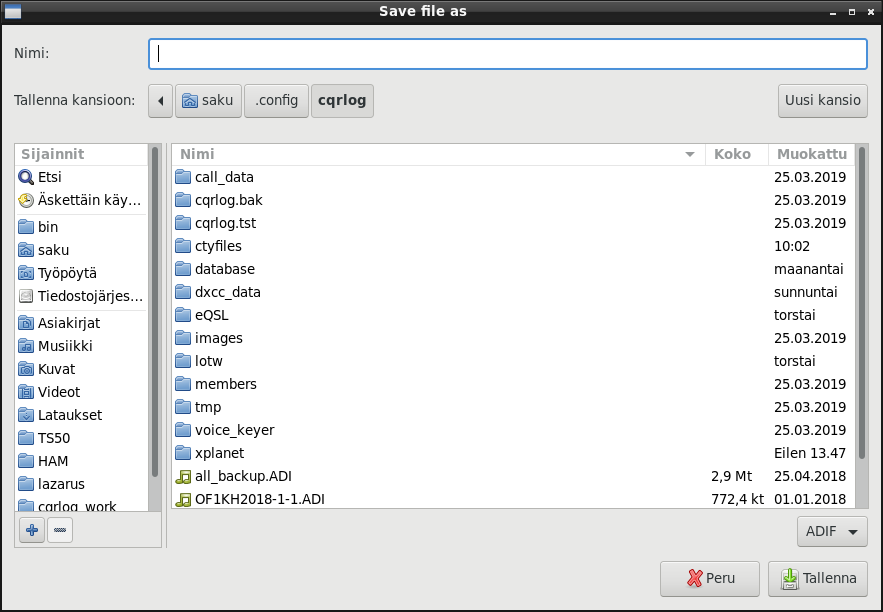 Save file as
Nimi:
Tallenna kansioon: saku .config cqrlog Uusi kansio
Sijainnit
Etsi
Äskettäin käy...
bin
saku
Työpöytä
Tiedostojärjes...
Asiakirjat
Musiikki
Kuvat
Videot
Lataukset
TS50
HAM
lazarus
cqrlog_work
Nimi Koko Muokattu
call_data 25.03.2019
cqrlog.bak 25.03.2019
cqrlog.tst 25.03.2019
ctyfiles 10:02
database maanantai
dxcc_data sunnuntai
eQSL torstai
images 25.03.2019
lotw torstai
members 25.03.2019
tmp 25.03.2019
voice_keyer 25.03.2019
xplanet Eilen 13.47
all_backup.ADI 2,9 Mt 25.04.2018
OF1KH2018-1-1.ADI 772,4 kt 01.01.2018
ADIF
Peru Tallenna